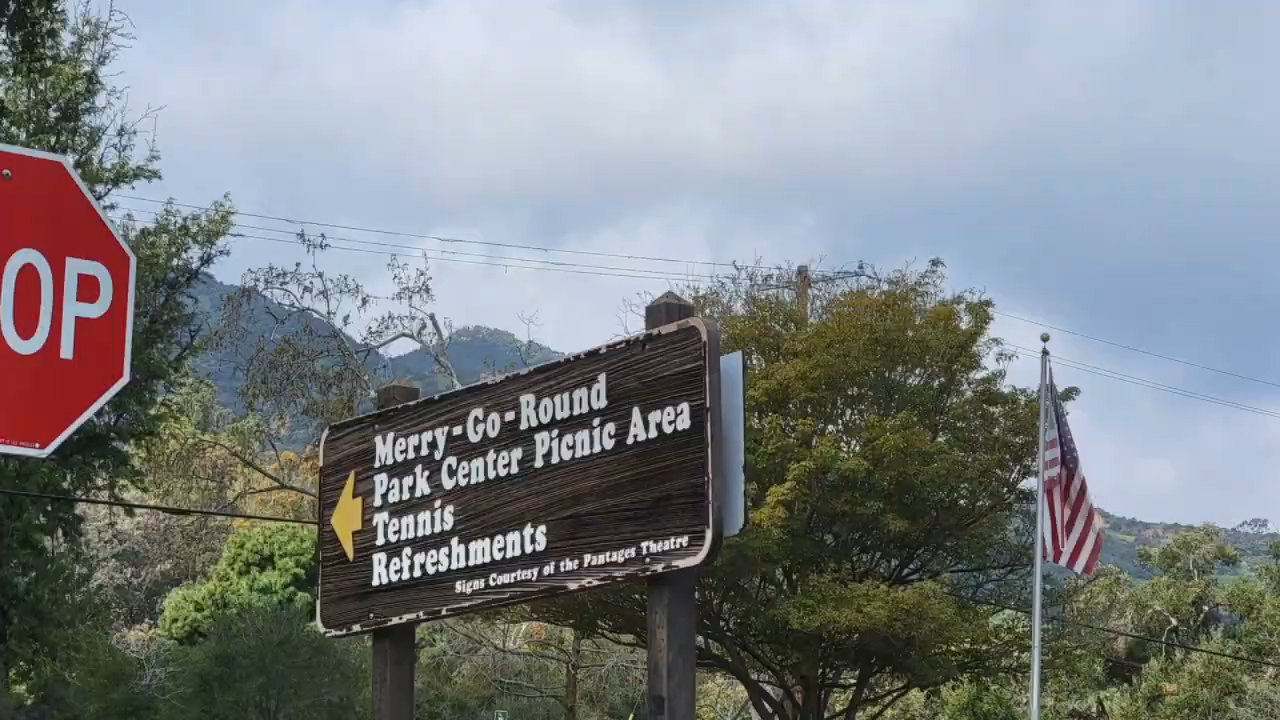 OP
Merry-Go-Round
Park Center Picnic Area
Tennis
Refreshments
Signs Courtesy of the Pantages Theatre